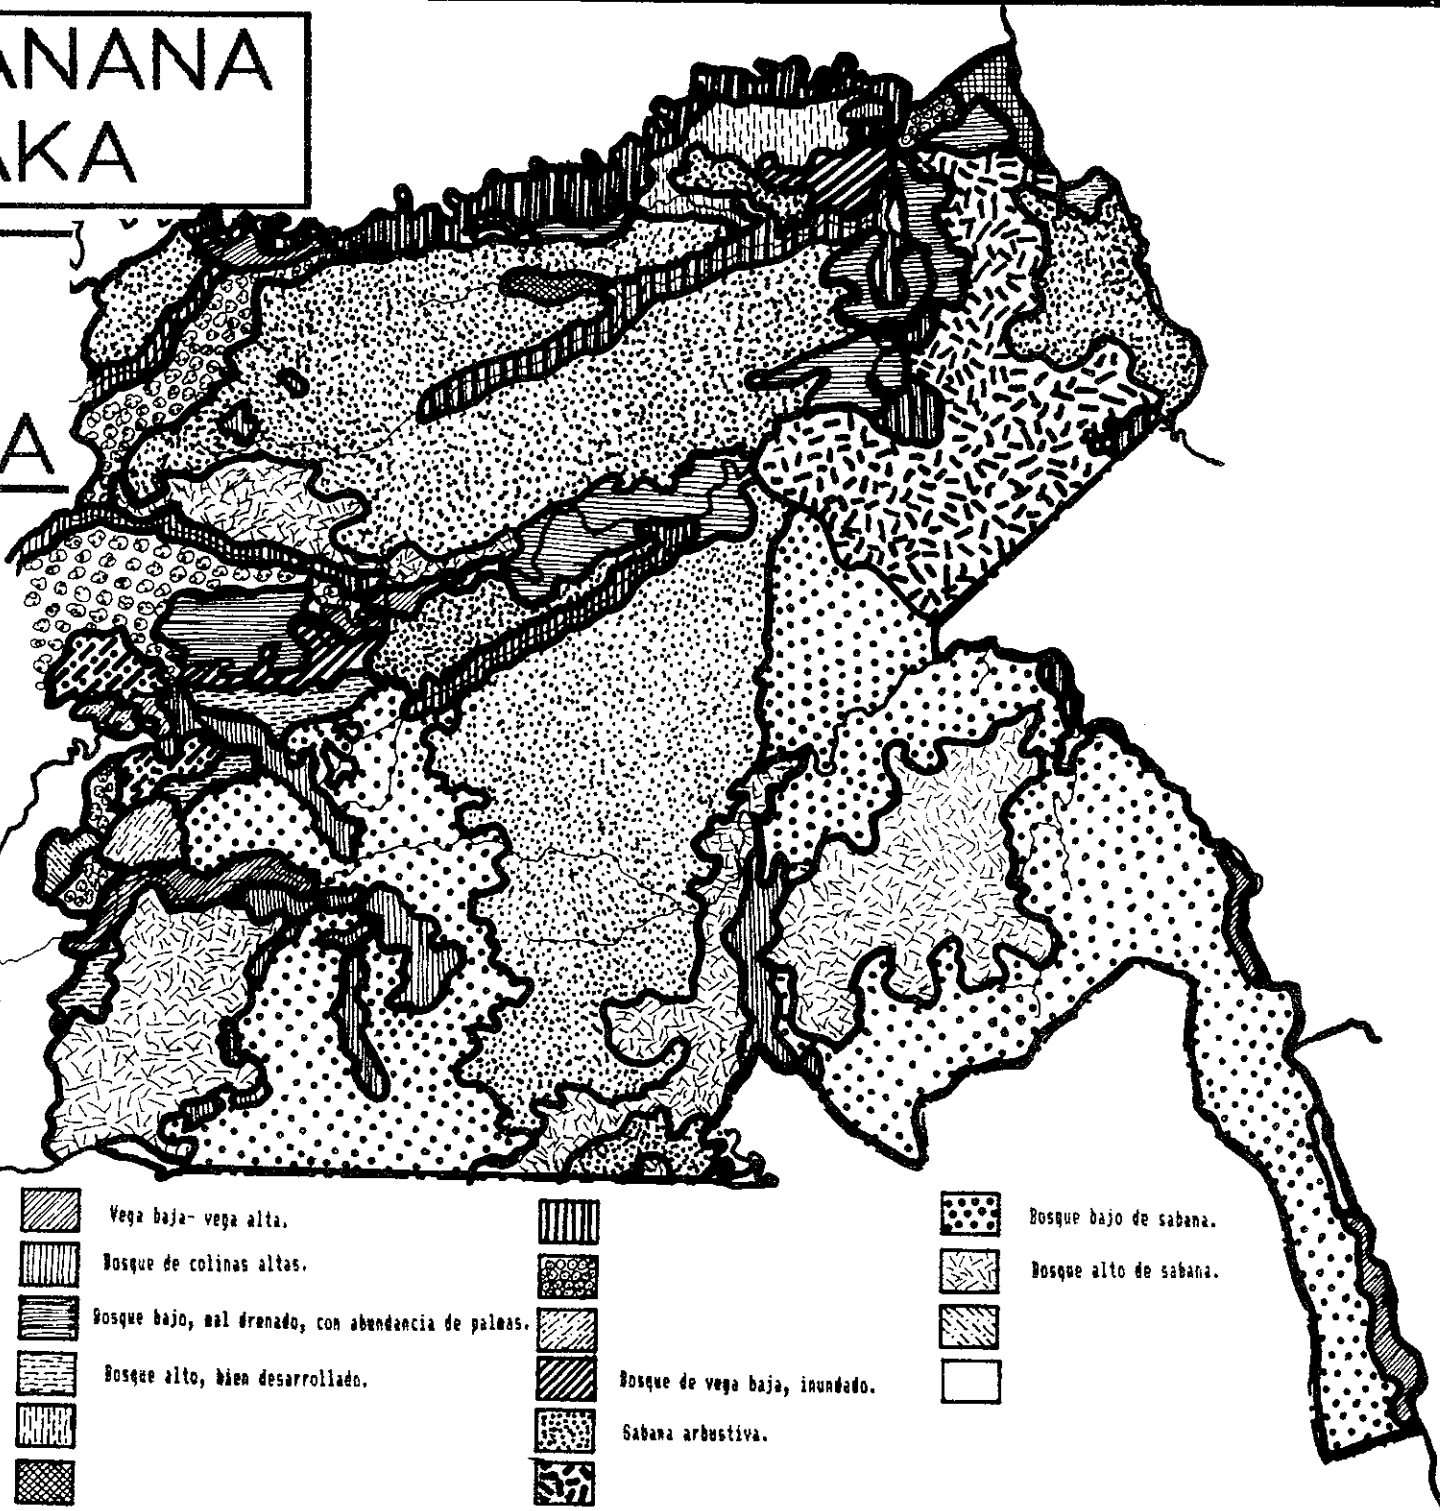 ANANA
AKA
A
Vega baja- vega alta.
Bosque de colinas altas.
Bosque bajo, mal drenado, con abundancia de palmas.
Bosque alto, bien desarrollado.
Bosque de vega baja, inundado.
Sabana arbustiva.
Bosque bajo de sabana.
Bosque alto de sabana.